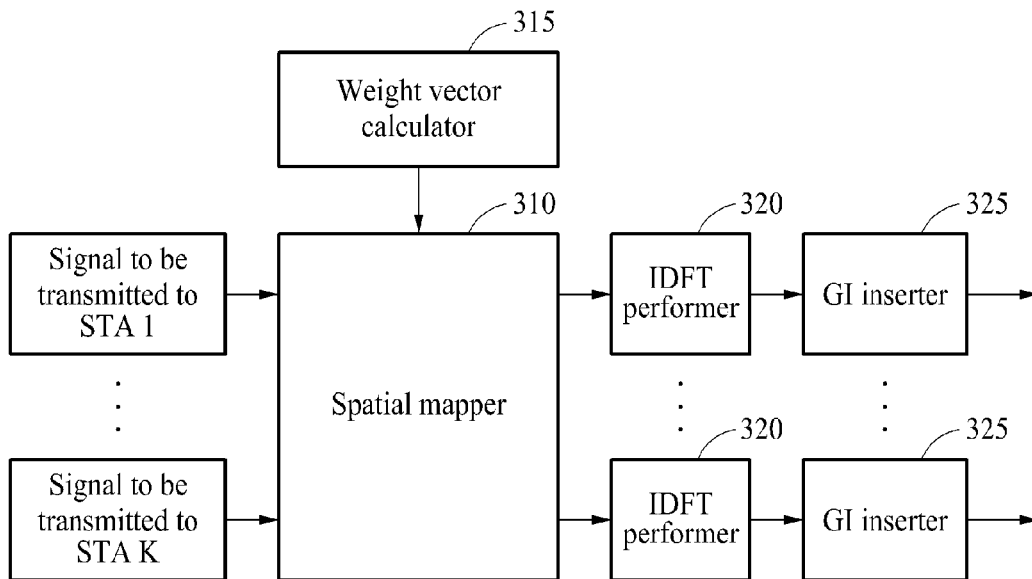 315
Weight vector
calculator
310
320
325
Signal to be
transmitted to
STA 1
IDFT
performer
GI inserter
Spatial mapper
320
325
Signal to be
transmitted to
STA K
IDFT
performer
GI inserter